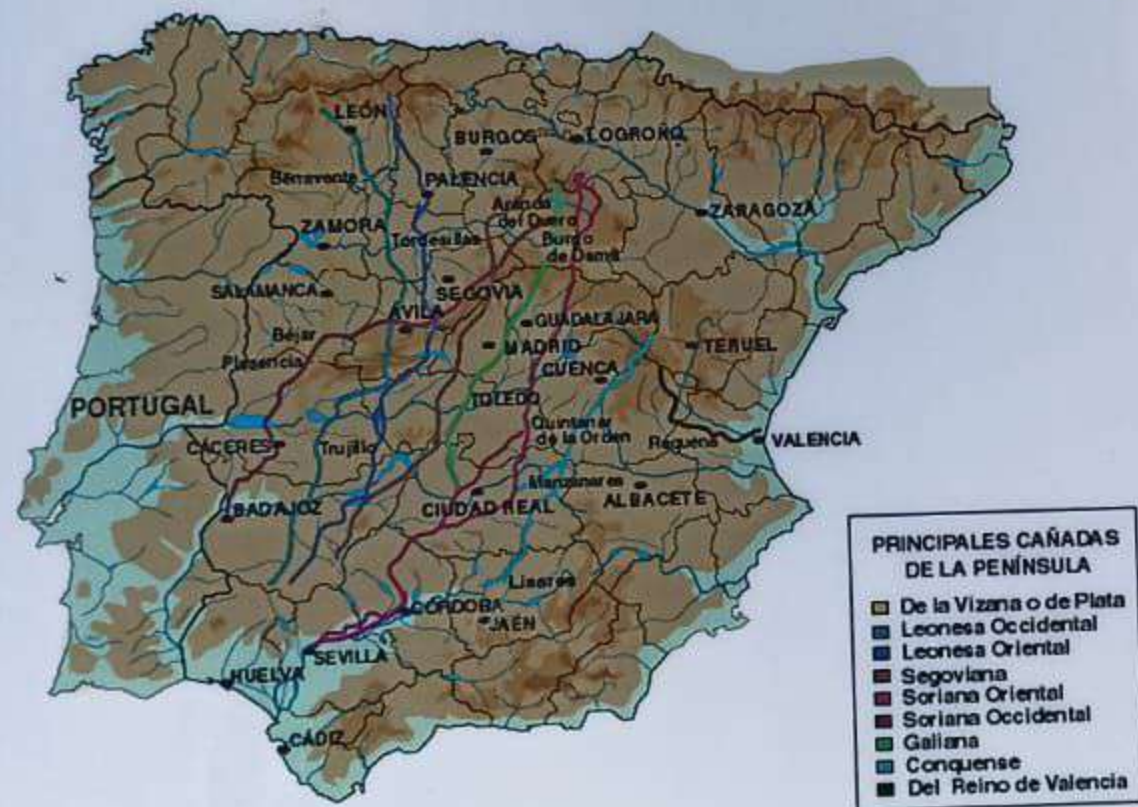 LEÓN
BURGOS
LOGROÑO
Benavente
PALENCIA
Aranda
del Duero
ZARAGOZA
ZAMORA
Tordesillas
Burgo
de Osma
SALAMANCA
SEGOVIA
AVILA
GUADALAJARA
Bejar
MADRID
TERUEL
Plasencia
CUENCA
PORTUGAL
TOLEDO
Quintanar
de la Orden
CÁCERES
Trujillo
Requena
VALENCIA
Manzanares
ALBACETE
BADAJOZ
CIUDAD REAL
Linares
CÓRDOBA
JAÉN
SEVILLA
HUELVA
CÁDIZ
PRINCIPALES CAÑADAS
DE LA PENÍNSULA
De la Vizana o de Plata
Leonesa Occidental
Leonesa Oriental
Segoviana
Soriana Oriental
Soriana Occidental
Galiana
Conquense
Del Reino de Valencia